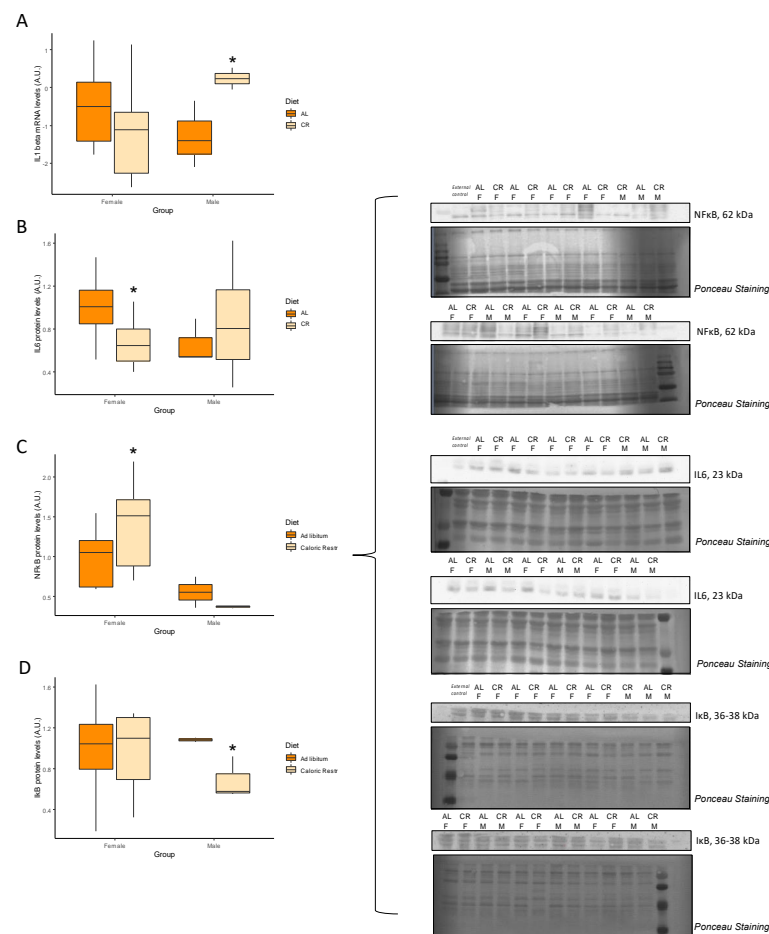 A
IL1 beta mRNA levels (A.U.)
1
0
-1
-2
*
Female
Male
Group
Diet
AL
CR
B
IL6 protein levels (A.U.)
1.6
1.2
0.8
0.4
*
Female
Male
Group
Diet
AL
CR
C
NFkB protein levels (A.U.)
2.0
1.5
1.0
0.5
*
Female
Male
Group
Diet
Ad libitum
Caloric Restr
D
IkB protein levels (A.U.)
1.6
1.2
0.8
0.4
*
Female
Male
Group
Diet
Ad libitum
Caloric Restr
External AL CR AL CR AL CR AL CR CR AL CR
control F F F F F F F F M M M
NFκB, 62 kDa
Ponceau Staining
AL CR AL CR AL CR AL CR AL CR AL CR
F F M M F F M M F F M M
NFκB, 62 kDa
Ponceau Staining
External AL CR AL CR AL CR AL CR CR AL CR
control F F F F F F F F M M M
IL6, 23 kDa
Ponceau Staining
AL CR AL CR AL CR AL CR AL CR AL CR
F F M M F F M M F F M M
IL6, 23 kDa
Ponceau Staining
External AL CR AL CR AL CR AL CR CR AL CR
control F F F F F F F F M M M
IκB, 36-38 kDa
Ponceau Staining
AL CR AL CR AL CR AL CR AL CR AL CR
F F M M F F M M F F M M
IκB, 36-38 kDa
Ponceau Staining